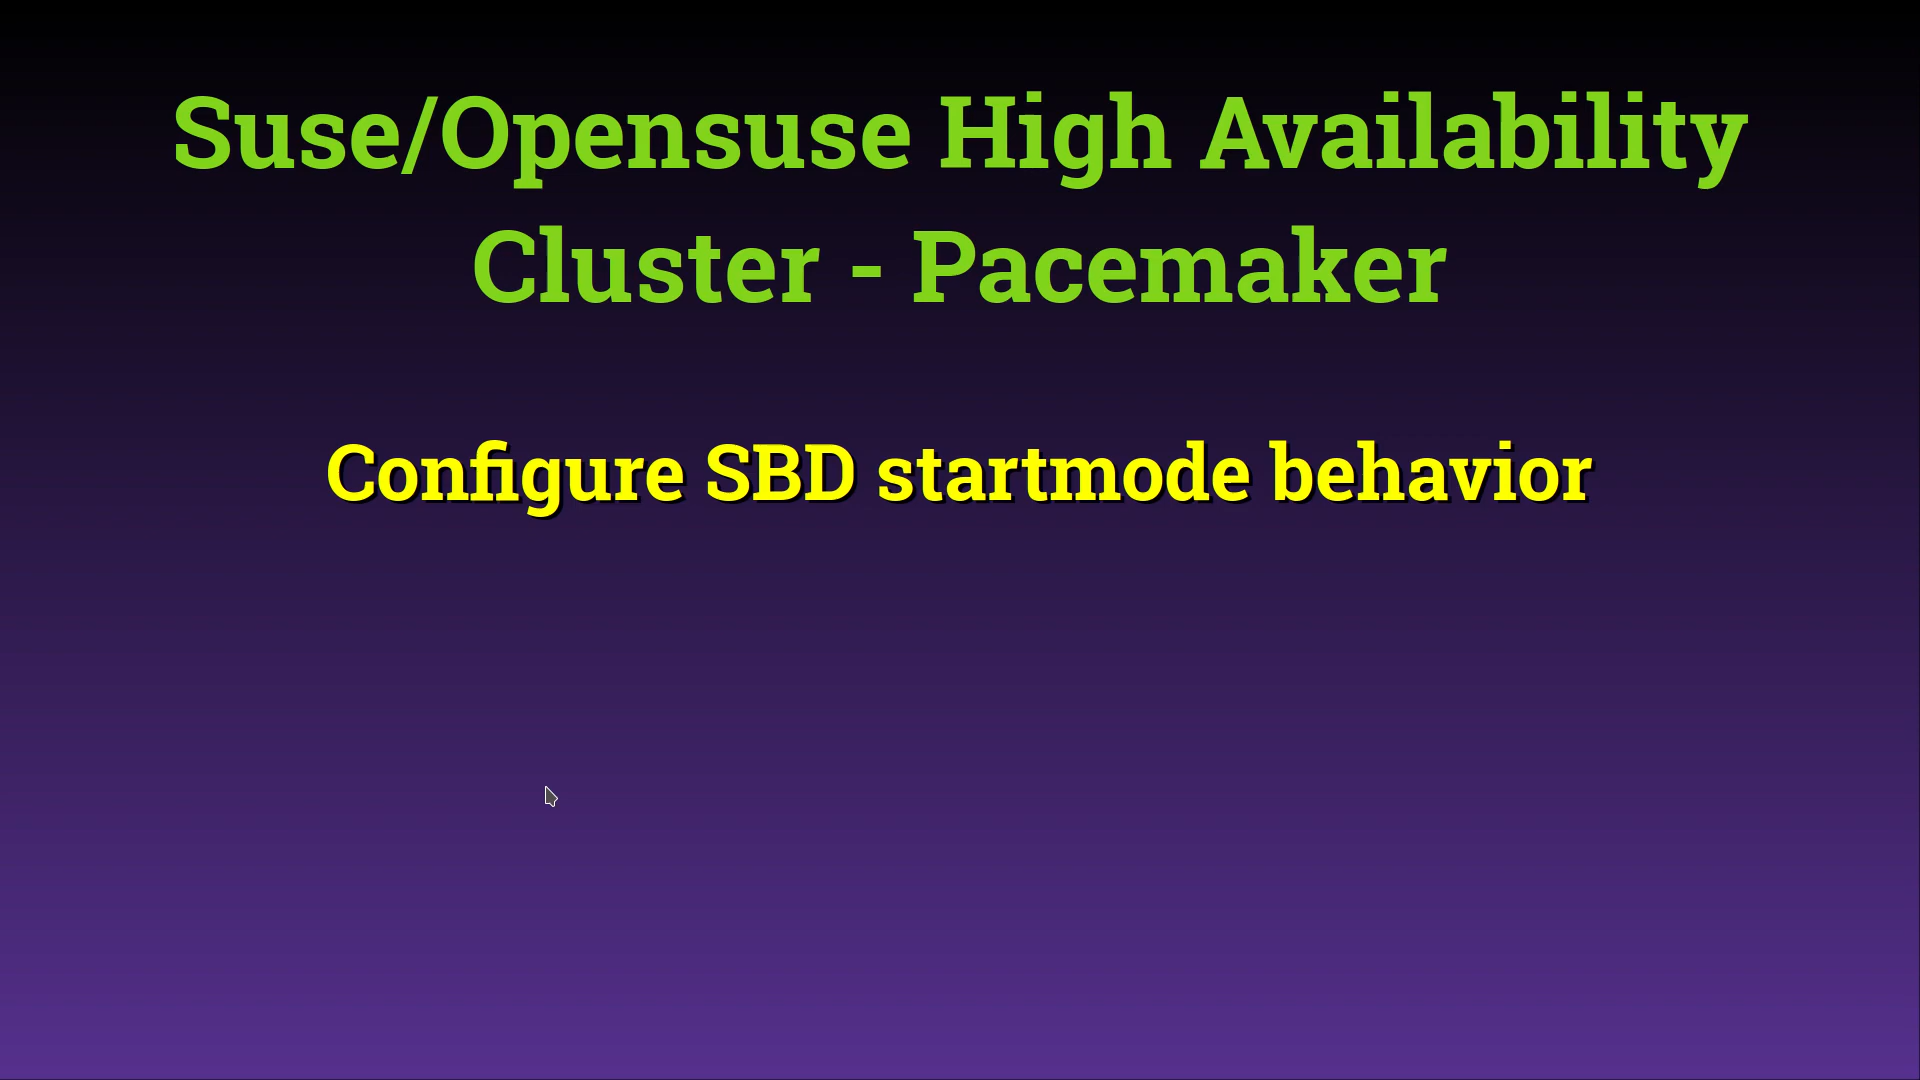 Suse/Opensuse High Availability
Cluster - Pacemaker
Configure SBD startmode behavior